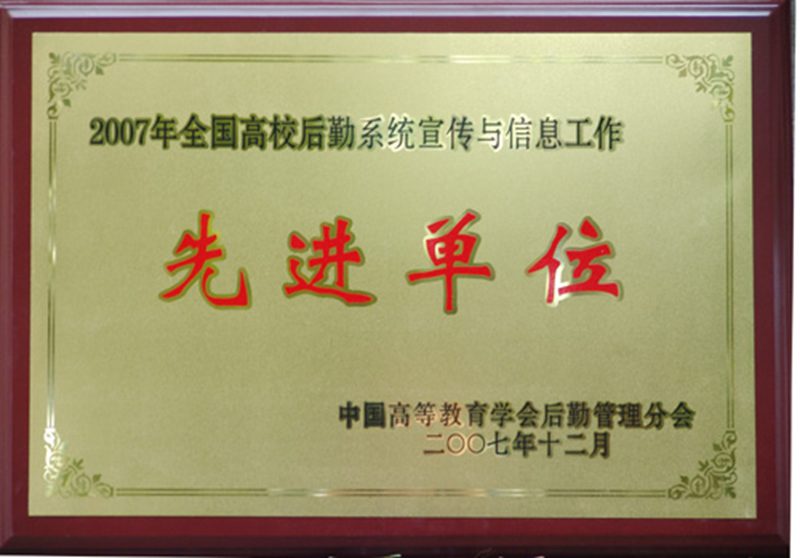 2007年全国高校后勤系统宣传与信息工作
先进单位
中国高等教育学会后勤管理分会
二〇〇七年十二月